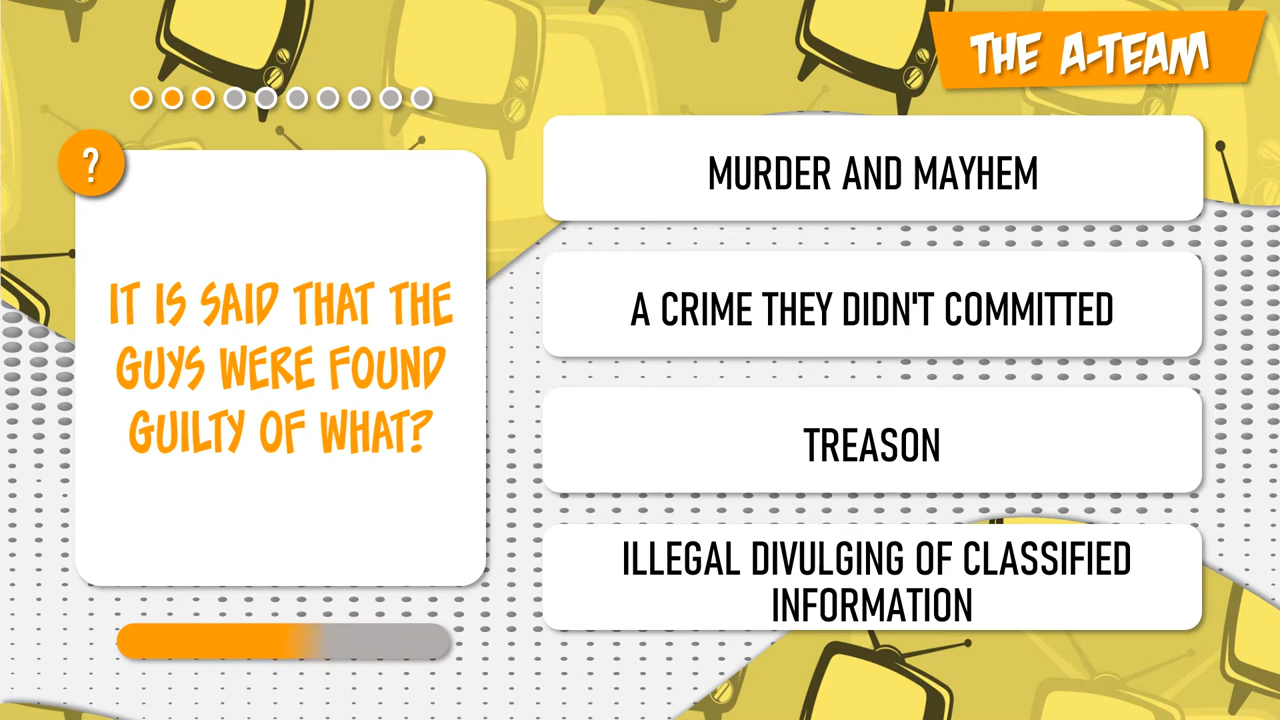 THE A-TEAM
?
IT IS SAID THAT THE
GUYS WERE FOUND
GUILTY OF WHAT?
MURDER AND MAYHEM
A CRIME THEY DIDN'T COMMITTED
TREASON
ILLEGAL DIVULGING OF CLASSIFIED
INFORMATION